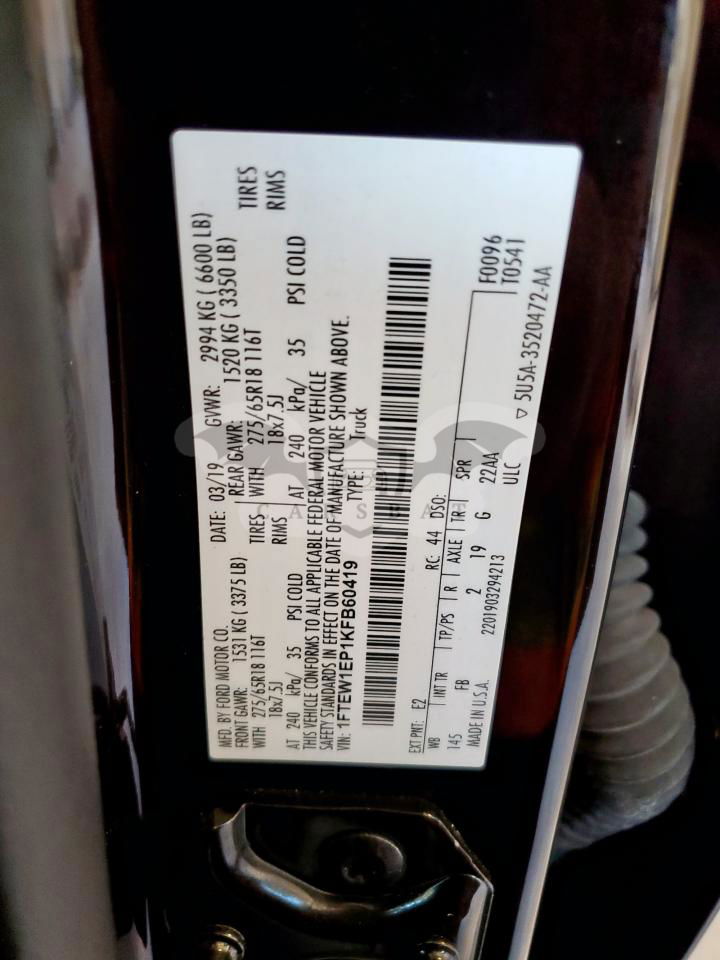 MFD. BY FORD MOTOR CO.
DATE: 03/19 GVWR: 2994 KG ( 6600 LB)
FRONT GAWR: 1531 KG ( 3375 LB)
REAR GAWR: 1520 KG ( 3350 LB)
WITH 275/65R18 116T TIRES
WITH 275/65R18 116T TIRES
18x7.5J RIMS
18x7.5J RIMS
AT 240 kPa/ 35 PSI COLD
AT 240 kPa/ 35 PSI COLD
THIS VEHICLE CONFORMS TO ALL APPLICABLE FEDERAL MOTOR VEHICLE
SAFETY STANDARDS IN EFFECT ON THE DATE OF MANUFACTURE SHOWN ABOVE.
VIN: 1FTEW1EP1KFB60419 TYPE: Truck
EXT PNT: E2 RC: 44 DSO: F0096
WB INT TR TP/PS R AXLE TR SPR T0541
145 FB 2 19 G 22AA
MADE IN U.S.A. 2201903294213 ULC
▽ 5U5A-3520472-AA
CARSBAT